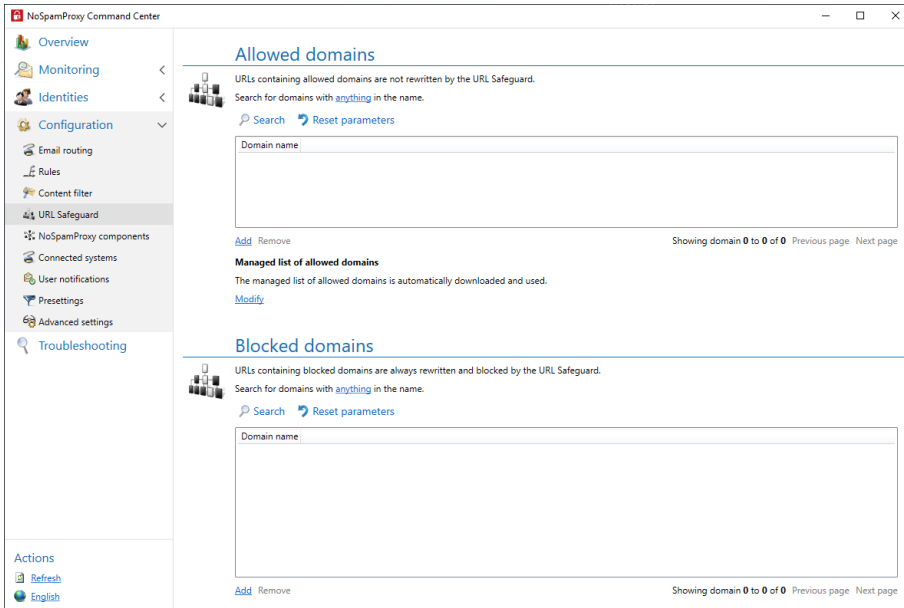 NoSpamProxy Command Center
Overview
Monitoring
Identities
Configuration
Email routing
Rules
Content filter
URL Safeguard
NoSpamProxy components
Connected systems
User notifications
Presettings
Advanced settings
Troubleshooting
Actions
Refresh
English
Allowed domains
URLs containing allowed domains are not rewritten by the URL Safeguard.
Search for domains with anything in the name.
Search Reset parameters
Domain name
Add Remove Showing domain 0 to 0 of 0 Previous page Next page
Managed list of allowed domains
The managed list of allowed domains is automatically downloaded and used.
Modify
Blocked domains
URLs containing blocked domains are always rewritten and blocked by the URL Safeguard.
Search for domains with anything in the name.
Search Reset parameters
Domain name
Add Remove Showing domain 0 to 0 of 0 Previous page Next page